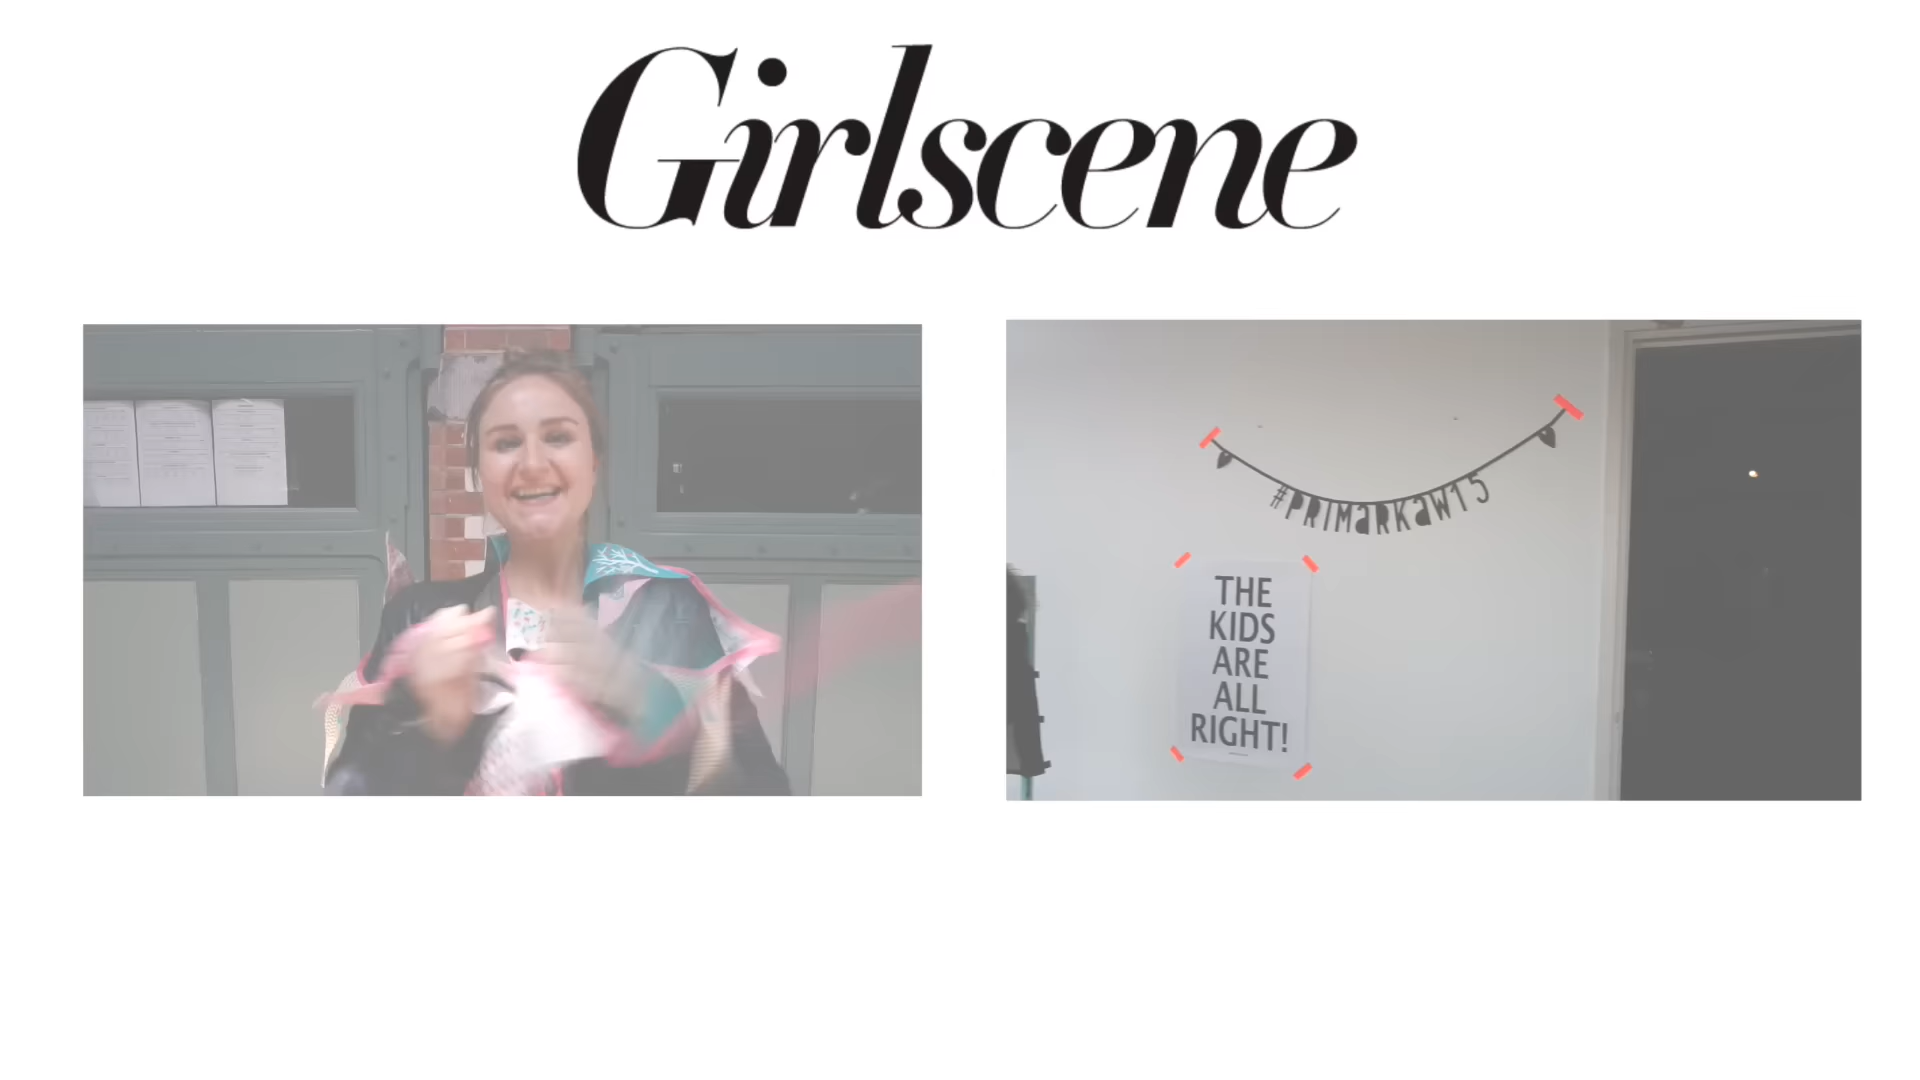 Girlscene
#PRIMARKAW15
THE
KIDS
ARE
ALL
RIGHT!